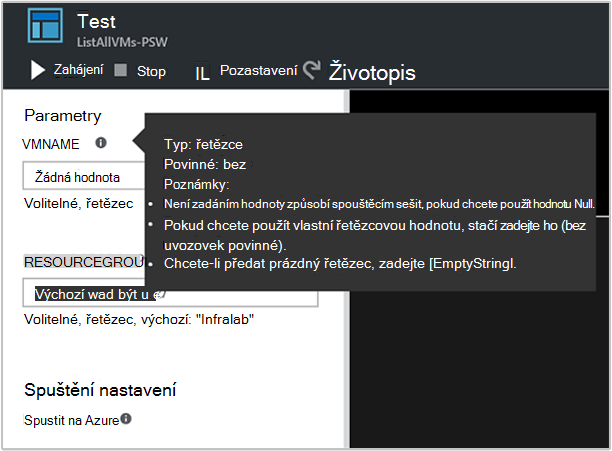 Test
ListAllVMs-PSW
Zahájení Stop IL Pozastavení Životopis
Parametry
VMNAME
Žádná hodnota
Volitelné, řetězec
Typ: řetězce
Povinné: bez
Poznámky:
• Není zadáním hodnoty způsobí spouštěcím sešit, pokud chcete použít hodnotu Null.
• Pokud chcete použít vlastní řetězcovou hodnotu, stačí zadejte ho (bez
uvozovek povinné).
• Chcete-li předat prázdný řetězec, zadejte [EmptyStringl.
RESOURCEGROU
Výchozí wad být u
Volitelné, řetězec, výchozí: "Infralab"
Spuštění nastavení
Spustit na Azure